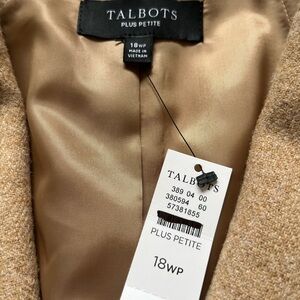 TALBOTS
PLUS PETITE
18WP
MADE IN
VIETNAM
TALBOTS
389 04 00
380594 60
57381855
PLUS PETITE
18WP